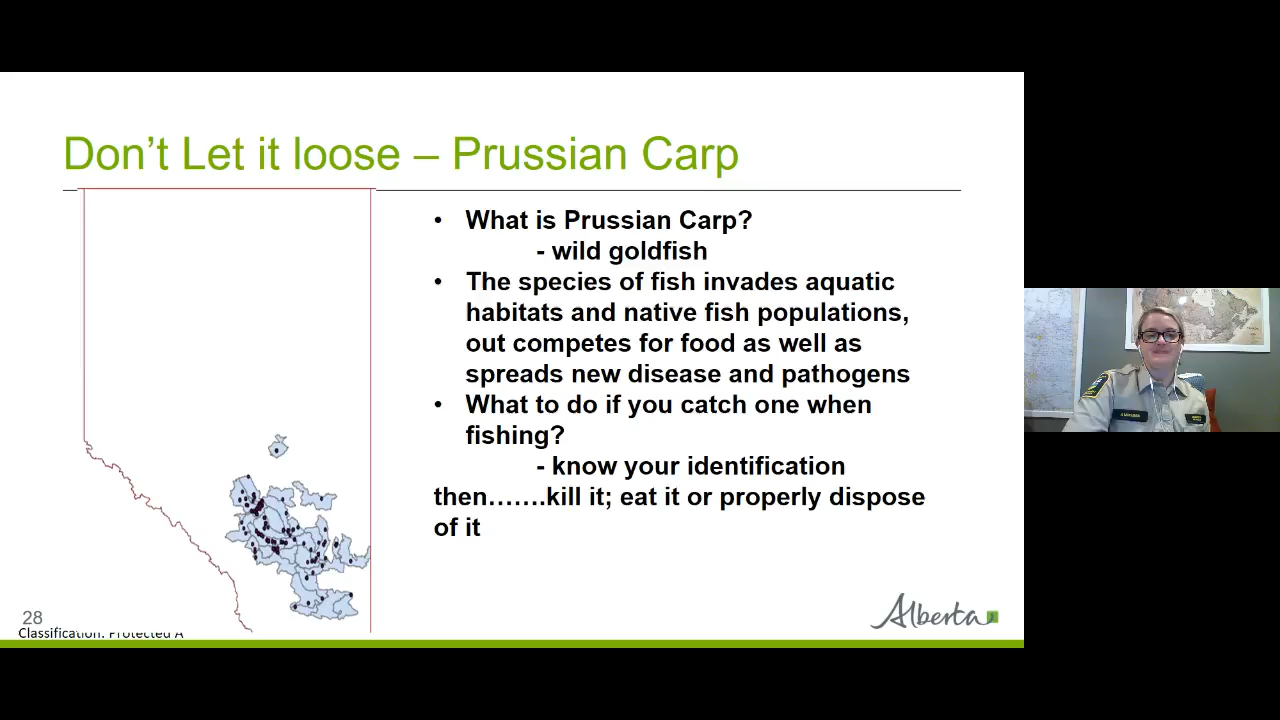 Don’t Let it loose – Prussian Carp
• What is Prussian Carp?
- wild goldfish
• The species of fish invades aquatic
habitats and native fish populations,
out competes for food as well as
spreads new disease and pathogens
• What to do if you catch one when
fishing?
- know your identification
then…….kill it; eat it or properly dispose
of it
28
Classification: Protected A
Alberta